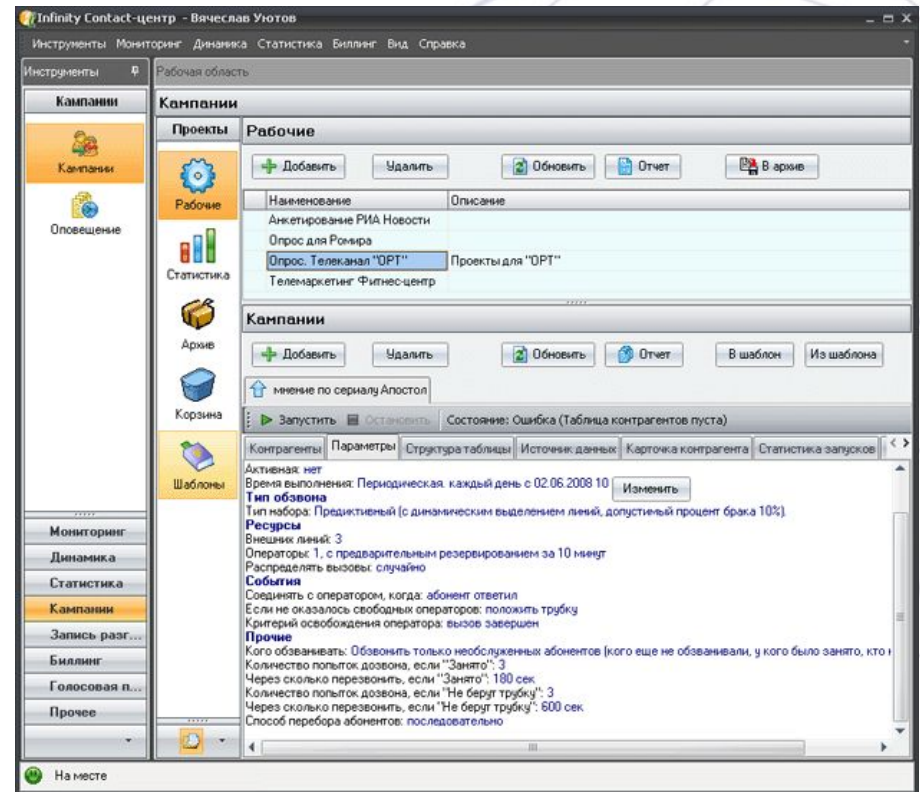 Infinity Contact-центр - Вячеслав Уютов
Инструменты Мониторинг Динамика Статистика Биллинг Вид Справка
Инструменты
Рабочая область
Кампании
Кампании
Оповещение
Мониторинг
Динамика
Статистика
Кампании
Запись разг...
Биллинг
Голосовая п...
Прочее
Кампании
Проекты
Рабочие
Статистика
Архив
Корзина
Шаблоны
Рабочие
Добавить Удалить Обновить Отчет В архив
Наименование Описание
Анкетирование РИА Новости
Опрос для Ромира
Опрос. Телеканал "ОРТ" Проекты для "ОРТ"
Телемаркетинг Фитнес-центр
Кампании
Добавить Удалить Обновить Отчет В шаблон Из шаблона
мнение по сериалу Апостол
Запустить Остановить Состояние: Ошибка (Таблица контрагентов пуста)
Контрагенты Параметры Структура таблицы Источник данных Карточка контрагента Статистика запусков
Активная: нет
Время выполнения: Периодическая. каждый день с 02.06.2008 10 Изменить
Тип обзвона
Тип набора: Предиктивный (с динамическим выделением линий, допустимый процент брака 10%)
Ресурсы
Внешних линий: 3
Операторы: 1, с предварительным резервированием за 10 минут
Распределять вызовы: случайно
События
Соединять с оператором, когда: абонент ответил
Если не оказалось свободных операторов: положить трубку
Критерий освобождения оператора: вызов завершен
Прочие
Кого обзванивать: Обзвонить только необслуженных абонентов (кого еще не обзванивали, у кого было занято, кто
Количество попыток дозвона, если "Занято": 3
Через сколько перезвонить, если "Занято": 180 сек
Количество попыток дозвона, если "Не берут трубку": 3
Через сколько перезвонить, если "Не берут трубку": 600 сек
Способ перебора абонентов: последовательно
На месте